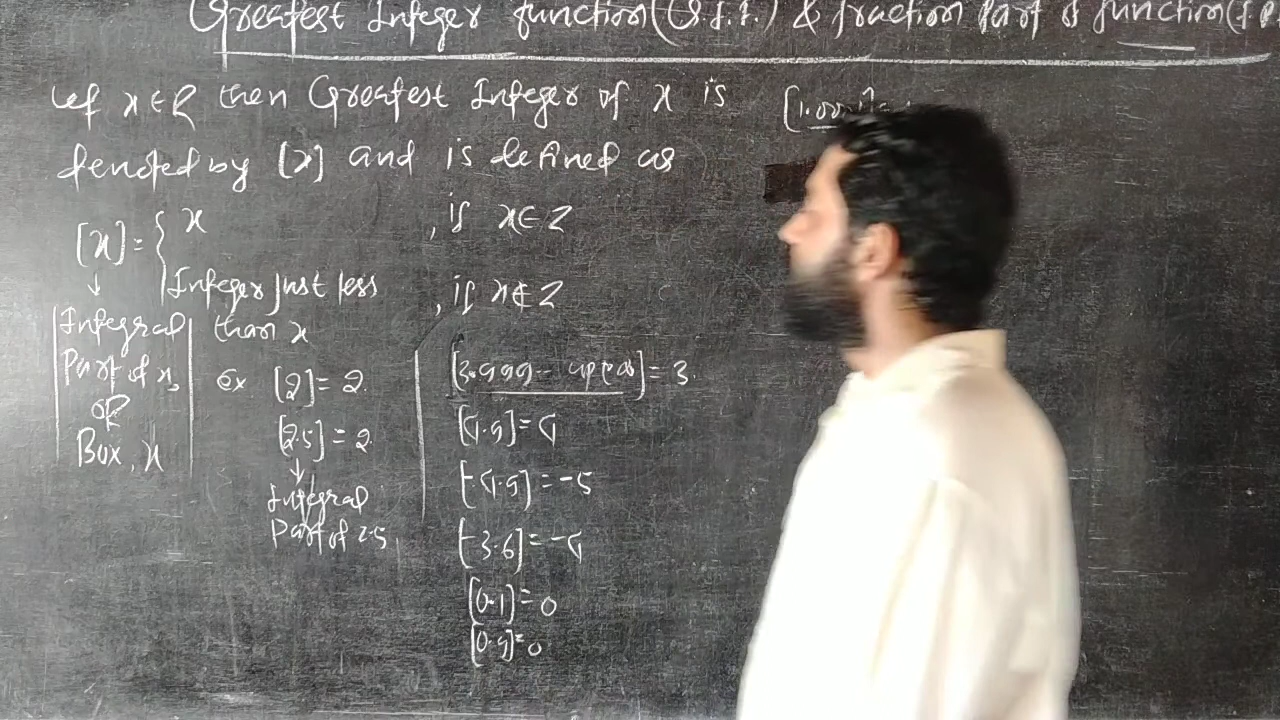 Greatest Integer function(G.I.F.) & fraction Part of function(F.P
Let x ∈ R then Greatest Integer of x is
denoted by [x] and is defined as
[x] = { x , if x ∈ Z
Integer just less , if x ∉ Z
than x
↓
Integral
Part of x,
or
Box, x
Ex [2] = 2.
[2.5] = 2.
↓
Integral
Part of 2.5
[3.999-- upto ∞] = 3.
[4.9] = 4
[-4.9] = -5
[-3.6] = -4
[0.1] = 0
[0.9] = 0
[1.00